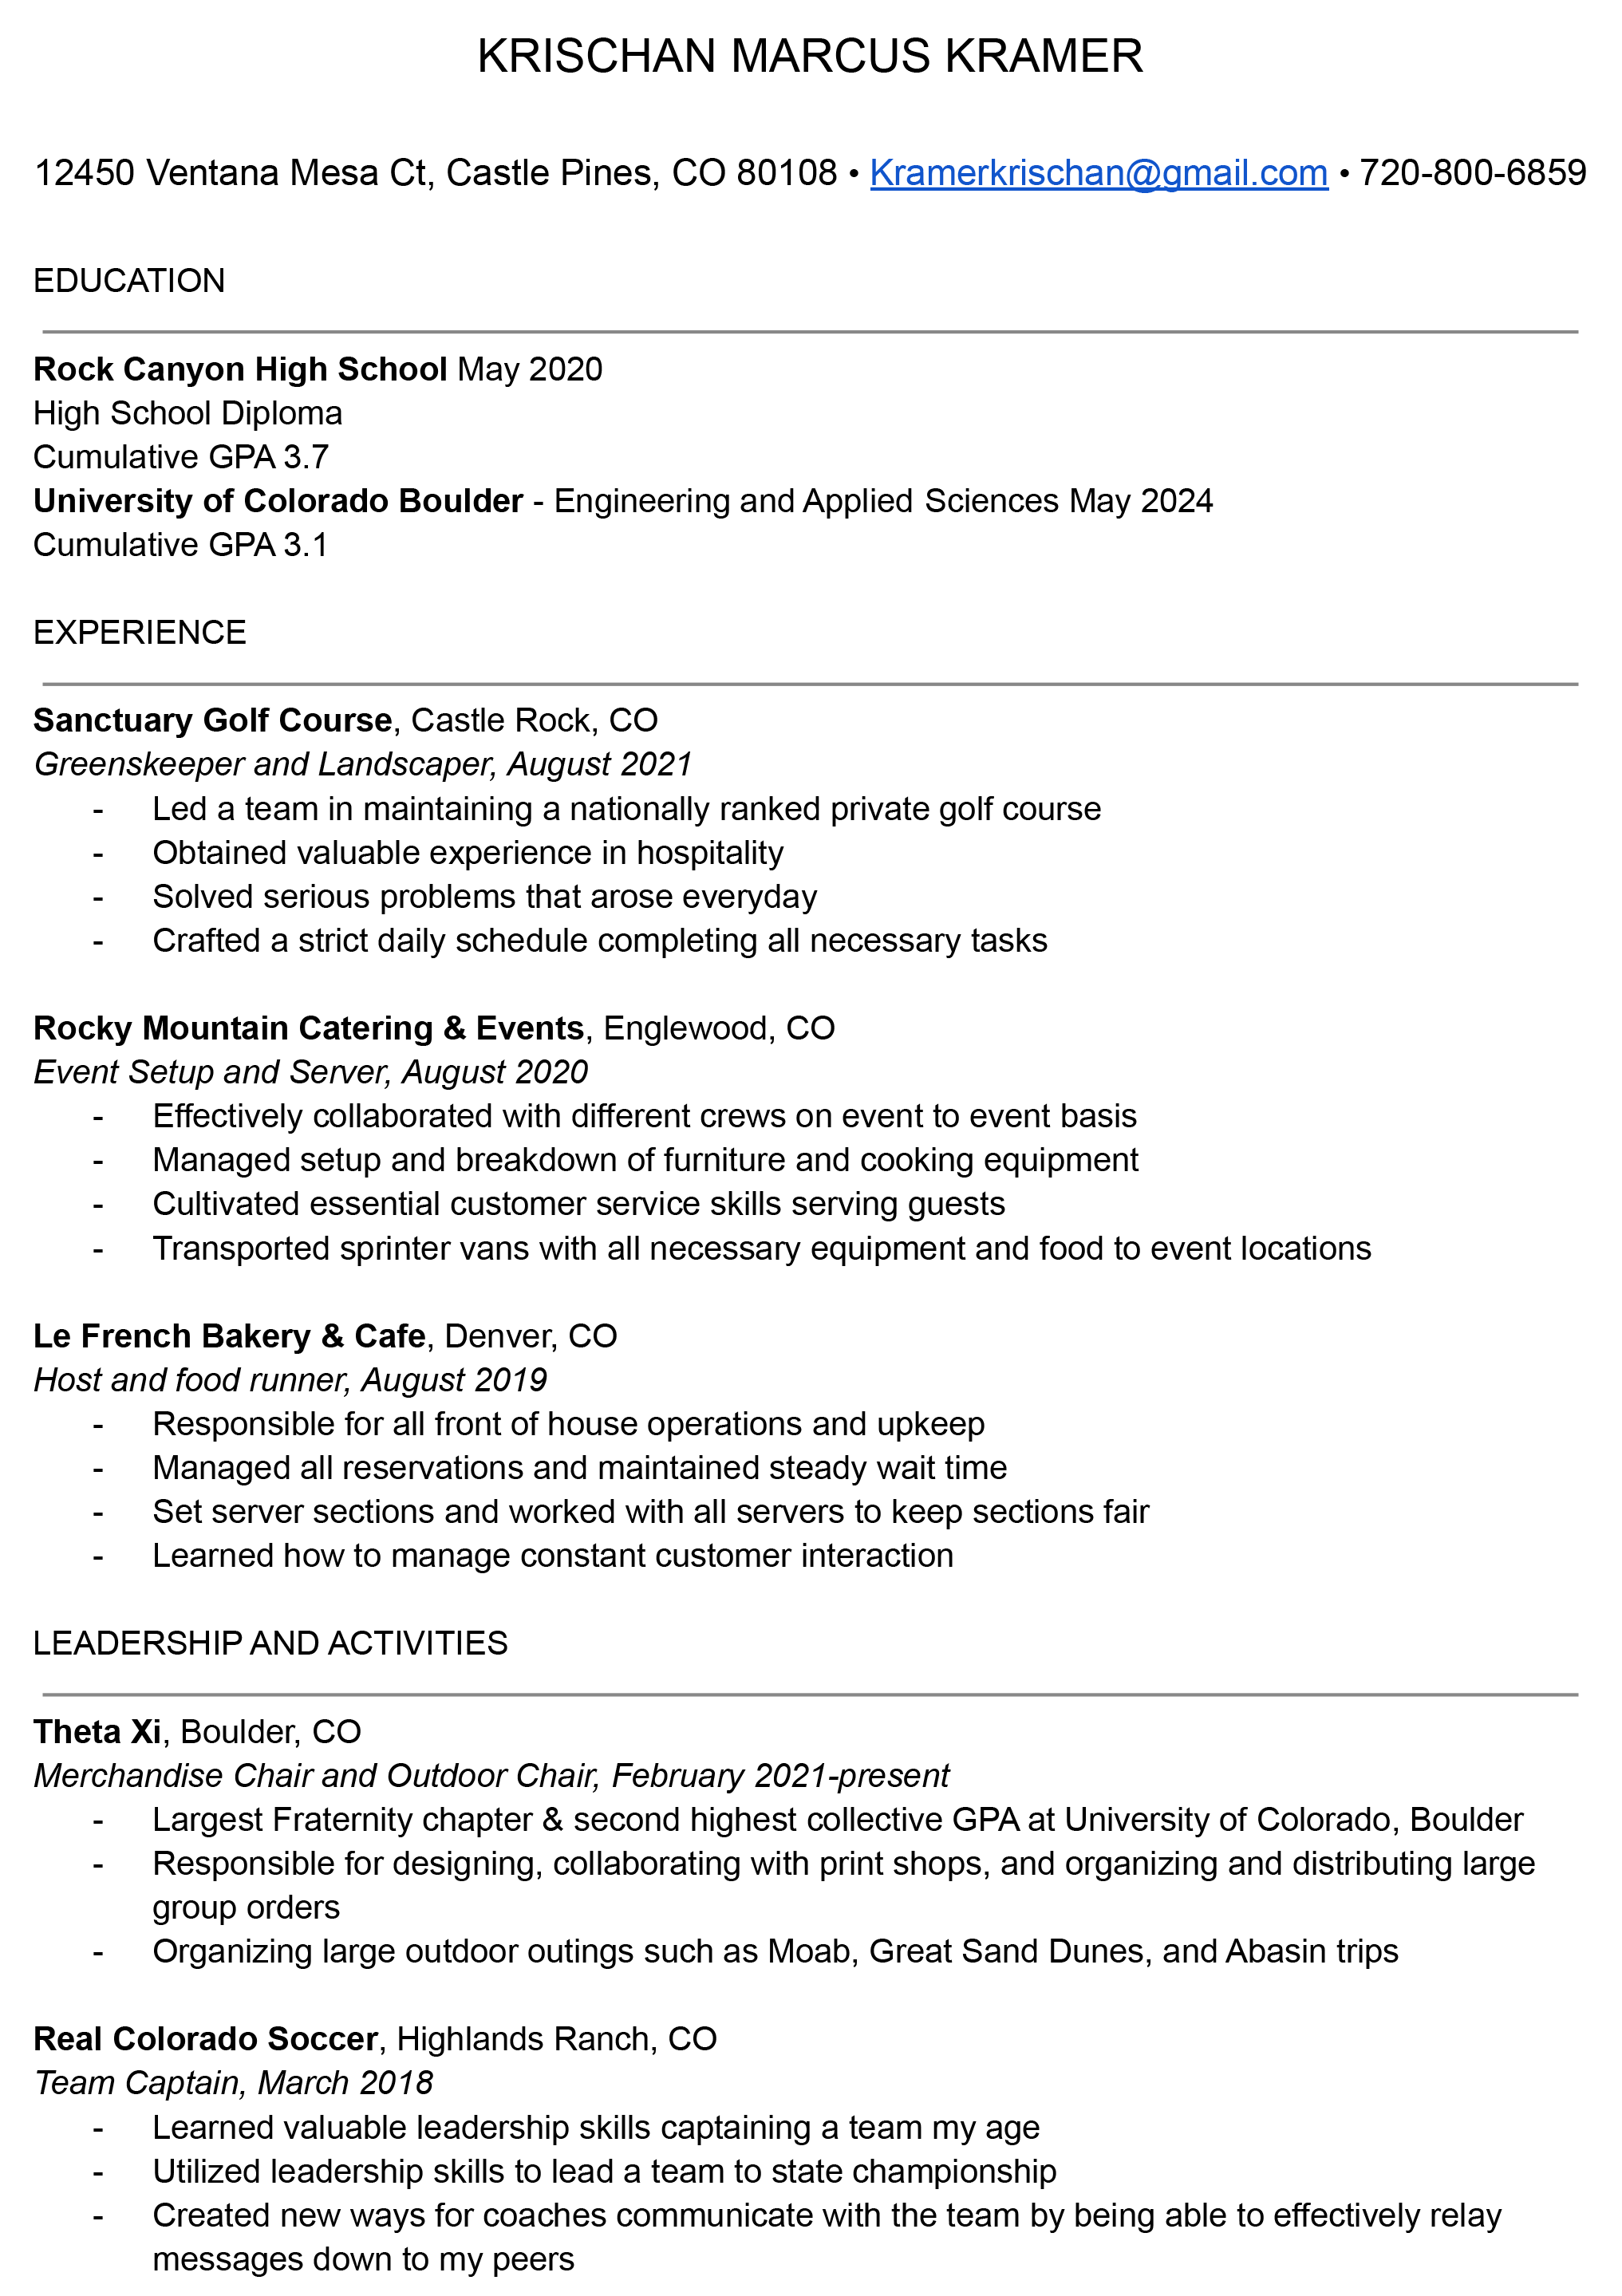 KRISCHAN MARCUS KRAMER
12450 Ventana Mesa Ct, Castle Pines, CO 80108 • Kramerkrischan@gmail.com • 720-800-6859
EDUCATION
Rock Canyon High School May 2020
High School Diploma
Cumulative GPA 3.7
University of Colorado Boulder - Engineering and Applied Sciences May 2024
Cumulative GPA 3.1
EXPERIENCE
Sanctuary Golf Course, Castle Rock, CO
Greenskeeper and Landscaper, August 2021
- Led a team in maintaining a nationally ranked private golf course
- Obtained valuable experience in hospitality
- Solved serious problems that arose everyday
- Crafted a strict daily schedule completing all necessary tasks
Rocky Mountain Catering & Events, Englewood, CO
Event Setup and Server, August 2020
- Effectively collaborated with different crews on event to event basis
- Managed setup and breakdown of furniture and cooking equipment
- Cultivated essential customer service skills serving guests
- Transported sprinter vans with all necessary equipment and food to event locations
Le French Bakery & Cafe, Denver, CO
Host and food runner, August 2019
- Responsible for all front of house operations and upkeep
- Managed all reservations and maintained steady wait time
- Set server sections and worked with all servers to keep sections fair
- Learned how to manage constant customer interaction
LEADERSHIP AND ACTIVITIES
Theta Xi, Boulder, CO
Merchandise Chair and Outdoor Chair, February 2021-present
- Largest Fraternity chapter & second highest collective GPA at University of Colorado, Boulder
- Responsible for designing, collaborating with print shops, and organizing and distributing large
group orders
- Organizing large outdoor outings such as Moab, Great Sand Dunes, and Abasin trips
Real Colorado Soccer, Highlands Ranch, CO
Team Captain, March 2018
- Learned valuable leadership skills captaining a team my age
- Utilized leadership skills to lead a team to state championship
- Created new ways for coaches communicate with the team by being able to effectively relay
messages down to my peers